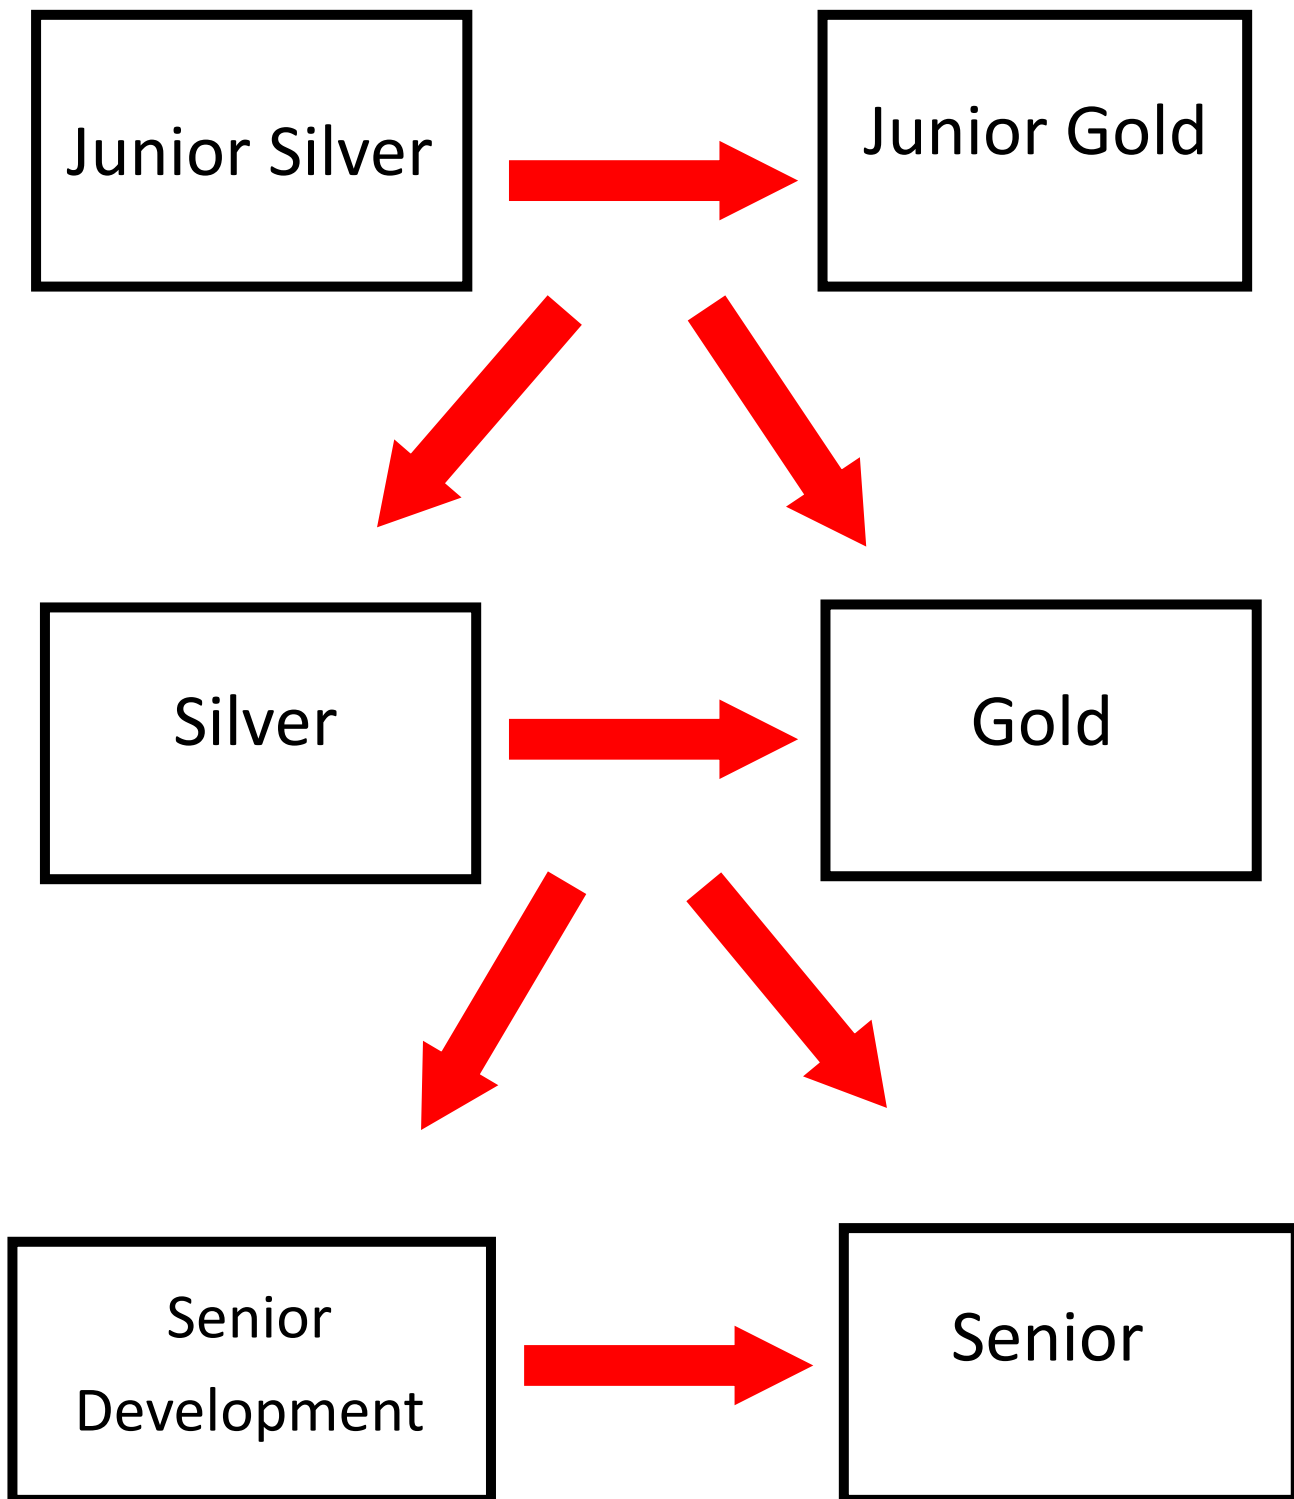 Junior Silver
Junior Gold
Silver
Gold
Senior
Development
Senior